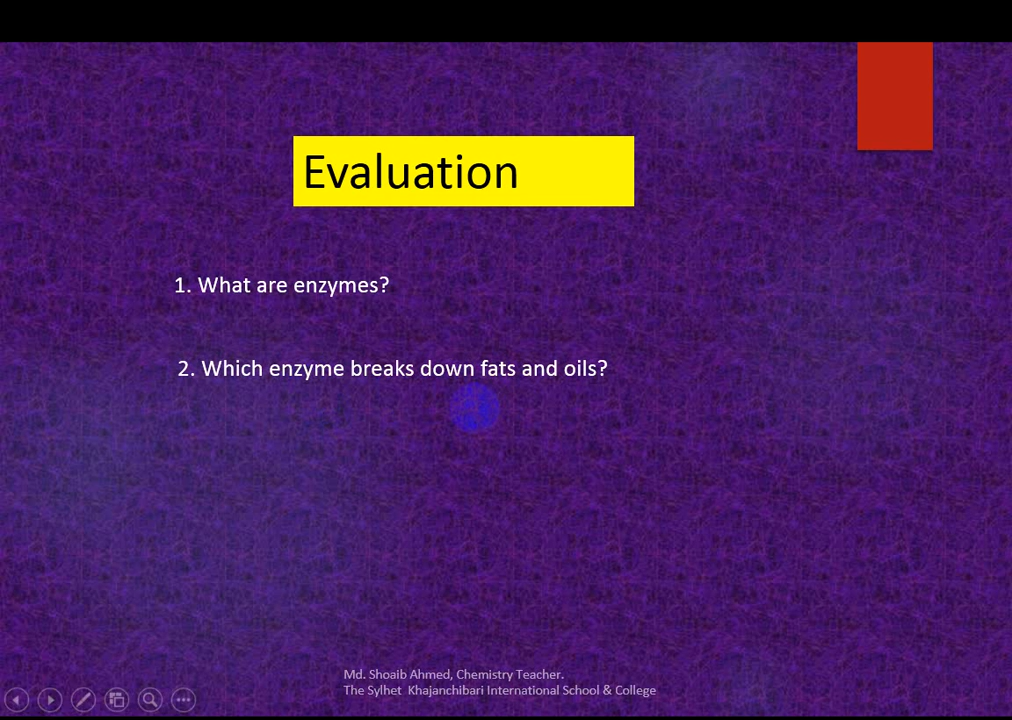 Evaluation
1. What are enzymes?
2. Which enzyme breaks down fats and oils?
Md. Shoaib Ahmed, Chemistry Teacher.
The Sylhet Khajanchibari International School & College